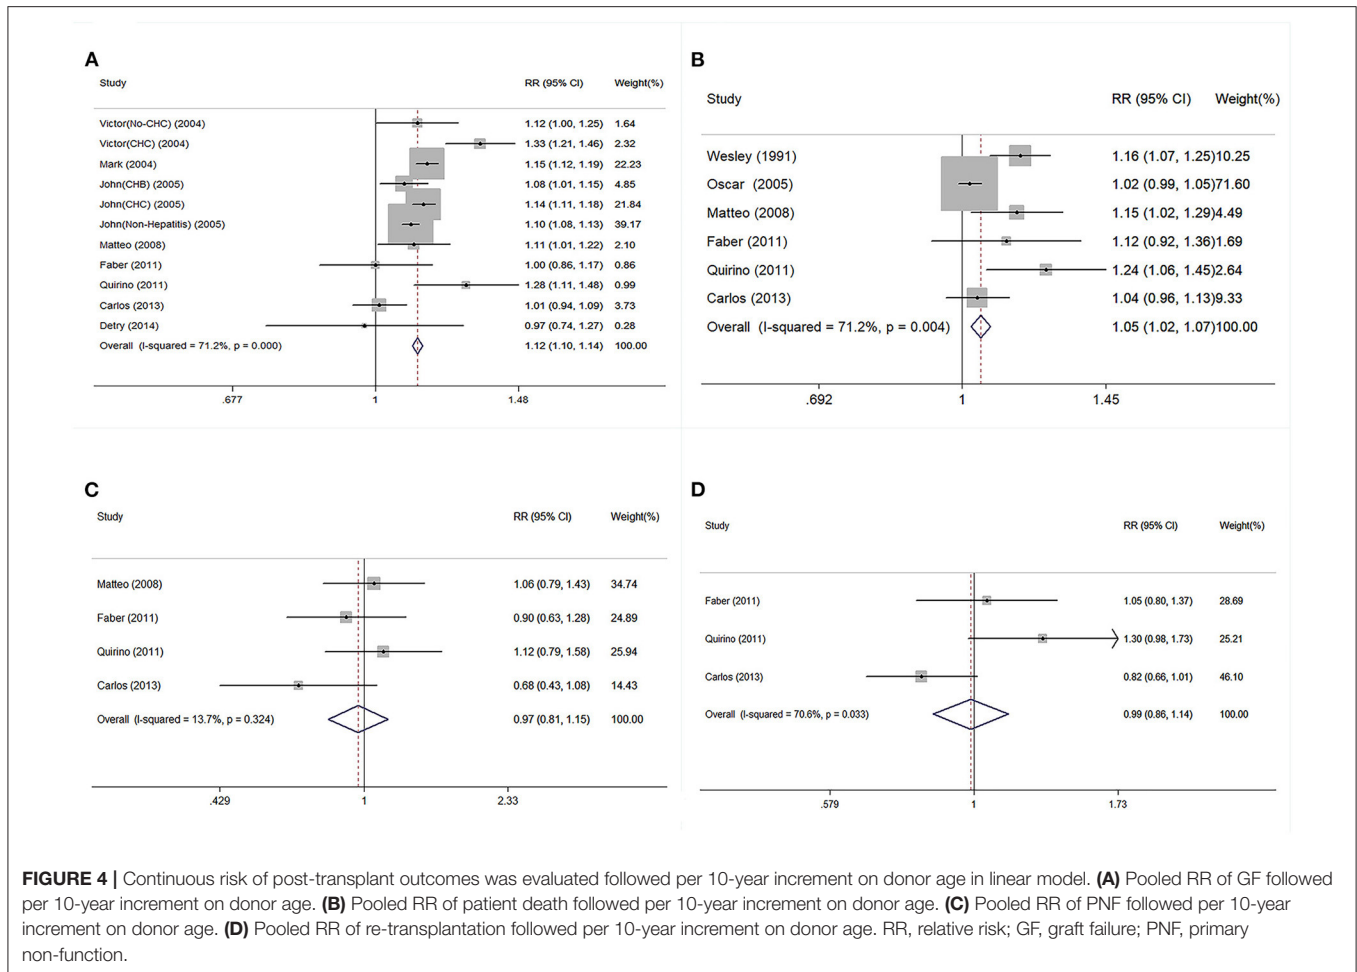 A
Study RR (95% CI) Weight(%)
Victor(No-CHC) (2004) 1.12 (1.00, 1.25) 1.64
Victor(CHC) (2004) 1.33 (1.21, 1.46) 2.32
Mark (2004) 1.15 (1.12, 1.19) 22.23
John(CHB) (2005) 1.08 (1.01, 1.15) 4.85
John(CHC) (2005) 1.14 (1.11, 1.18) 21.84
John(Non-Hepatitis) (2005) 1.10 (1.08, 1.13) 39.17
Matteo (2008) 1.11 (1.01, 1.22) 2.10
Faber (2011) 1.00 (0.86, 1.17) 0.86
Quirino (2011) 1.28 (1.11, 1.48) 0.99
Carlos (2013) 1.01 (0.94, 1.09) 3.73
Detry (2014) 0.97 (0.74, 1.27) 0.28
Overall (I-squared = 71.2%, p = 0.000) 1.12 (1.10, 1.14) 100.00
.677 1 1.48
B
Study RR (95% CI) Weight(%)
Wesley (1991) 1.16 (1.07, 1.25) 10.25
Oscar (2005) 1.02 (0.99, 1.05) 71.60
Matteo (2008) 1.15 (1.02, 1.29) 4.49
Faber (2011) 1.12 (0.92, 1.36) 1.69
Quirino (2011) 1.24 (1.06, 1.45) 2.64
Carlos (2013) 1.04 (0.96, 1.13) 9.33
Overall (I-squared = 71.2%, p = 0.004) 1.05 (1.02, 1.07) 100.00
.692 1 1.45
C
Study RR (95% CI) Weight(%)
Matteo (2008) 1.06 (0.79, 1.43) 34.74
Faber (2011) 0.90 (0.63, 1.28) 24.89
Quirino (2011) 1.12 (0.79, 1.58) 25.94
Carlos (2013) 0.68 (0.43, 1.08) 14.43
Overall (I-squared = 13.7%, p = 0.324) 0.97 (0.81, 1.15) 100.00
.429 1 2.33
D
Study RR (95% CI) Weight(%)
Faber (2011) 1.05 (0.80, 1.37) 28.69
Quirino (2011) 1.30 (0.98, 1.73) 25.21
Carlos (2013) 0.82 (0.66, 1.01) 46.10
Overall (I-squared = 70.6%, p = 0.033) 0.99 (0.86, 1.14) 100.00
.579 1 1.73
FIGURE 4 | Continuous risk of post-transplant outcomes was evaluated followed per 10-year increment on donor age in linear model. (A) Pooled RR of GF followed
per 10-year increment on donor age. (B) Pooled RR of patient death followed per 10-year increment on donor age. (C) Pooled RR of PNF followed per 10-year
increment on donor age. (D) Pooled RR of re-transplantation followed per 10-year increment on donor age. RR, relative risk; GF, graft failure; PNF, primary
non-function.